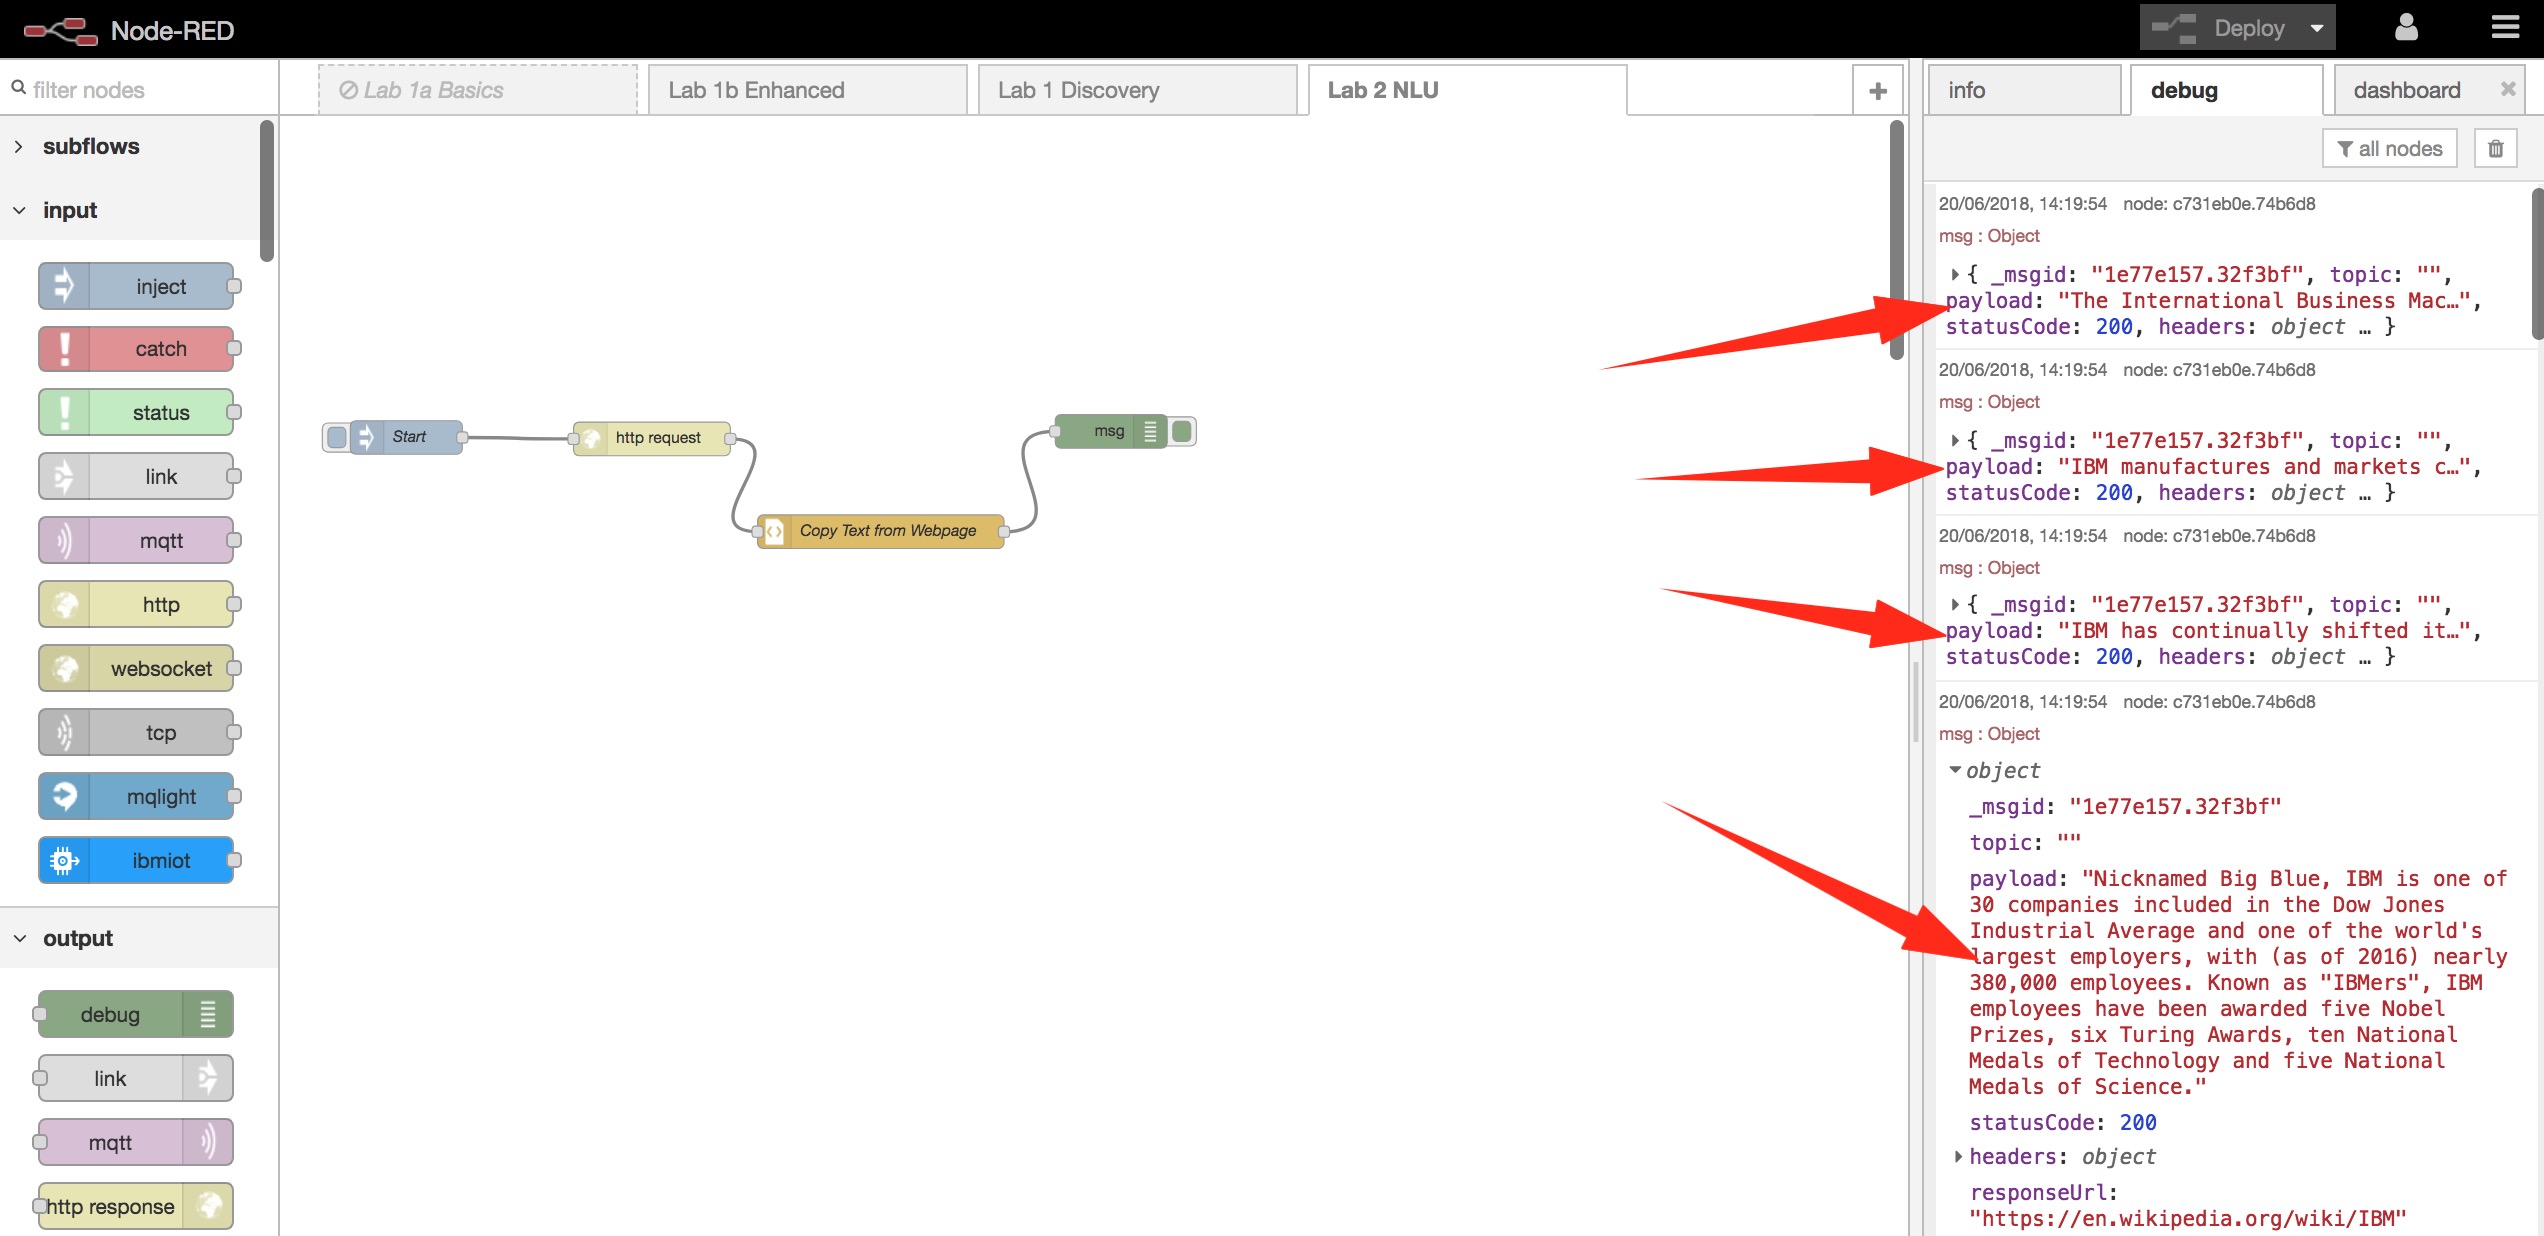 Node-RED
Deploy
filter nodes
Lab 1a Basics
Lab 1b Enhanced
Lab 1 Discovery
Lab 2 NLU
+
info
debug
dashboard
all nodes
subflows
input
inject
catch
status
link
mqtt
http
websocket
tcp
mqlight
ibmiot
output
debug
link
mqtt
http response
Start
http request
Copy Text from Webpage
msg
20/06/2018, 14:19:54 node: c731eb0e.74b6d8
msg : Object
{ _msgid: "1e77e157.32f3bf", topic: "",
payload: "The International Business Mac…",
statusCode: 200, headers: object … }
20/06/2018, 14:19:54 node: c731eb0e.74b6d8
msg : Object
{ _msgid: "1e77e157.32f3bf", topic: "",
payload: "IBM manufactures and markets c…",
statusCode: 200, headers: object … }
20/06/2018, 14:19:54 node: c731eb0e.74b6d8
msg : Object
{ _msgid: "1e77e157.32f3bf", topic: "",
payload: "IBM has continually shifted it…",
statusCode: 200, headers: object … }
20/06/2018, 14:19:54 node: c731eb0e.74b6d8
msg : Object
object
_msgid: "1e77e157.32f3bf"
topic: ""
payload: "Nicknamed Big Blue, IBM is one of
30 companies included in the Dow Jones
Industrial Average and one of the world's
largest employers, with (as of 2016) nearly
380,000 employees. Known as "IBMers", IBM
employees have been awarded five Nobel
Prizes, six Turing Awards, ten National
Medals of Technology and five National
Medals of Science."
statusCode: 200
headers: object
responseUrl:
"https://en.wikipedia.org/wiki/IBM"